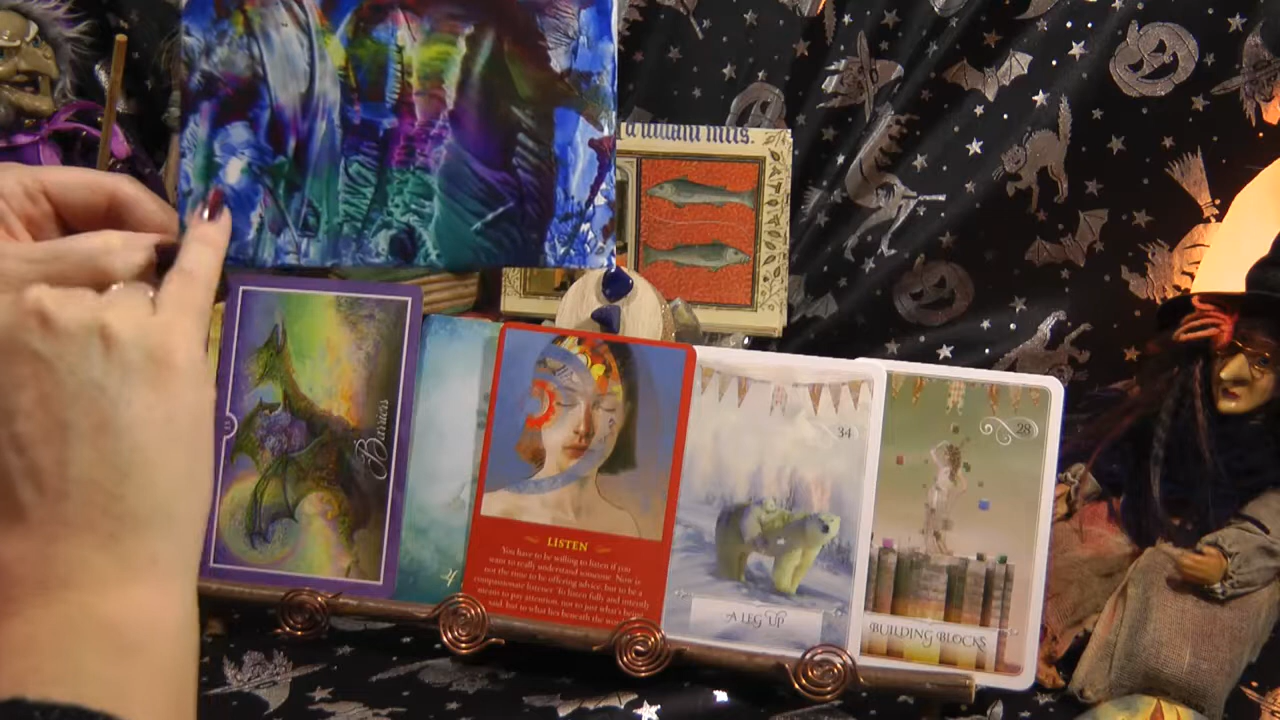 Barriers
LISTEN
You have to be willing to listen if you
want to really understand someone. Now is
not the time to be offering advice, but to be a
compassionate listener. To listen fully and intently
means to pay attention, not to just what's being
said, but to what lies beneath the
34
A LEG UP
28
BUILDING BLOCKS